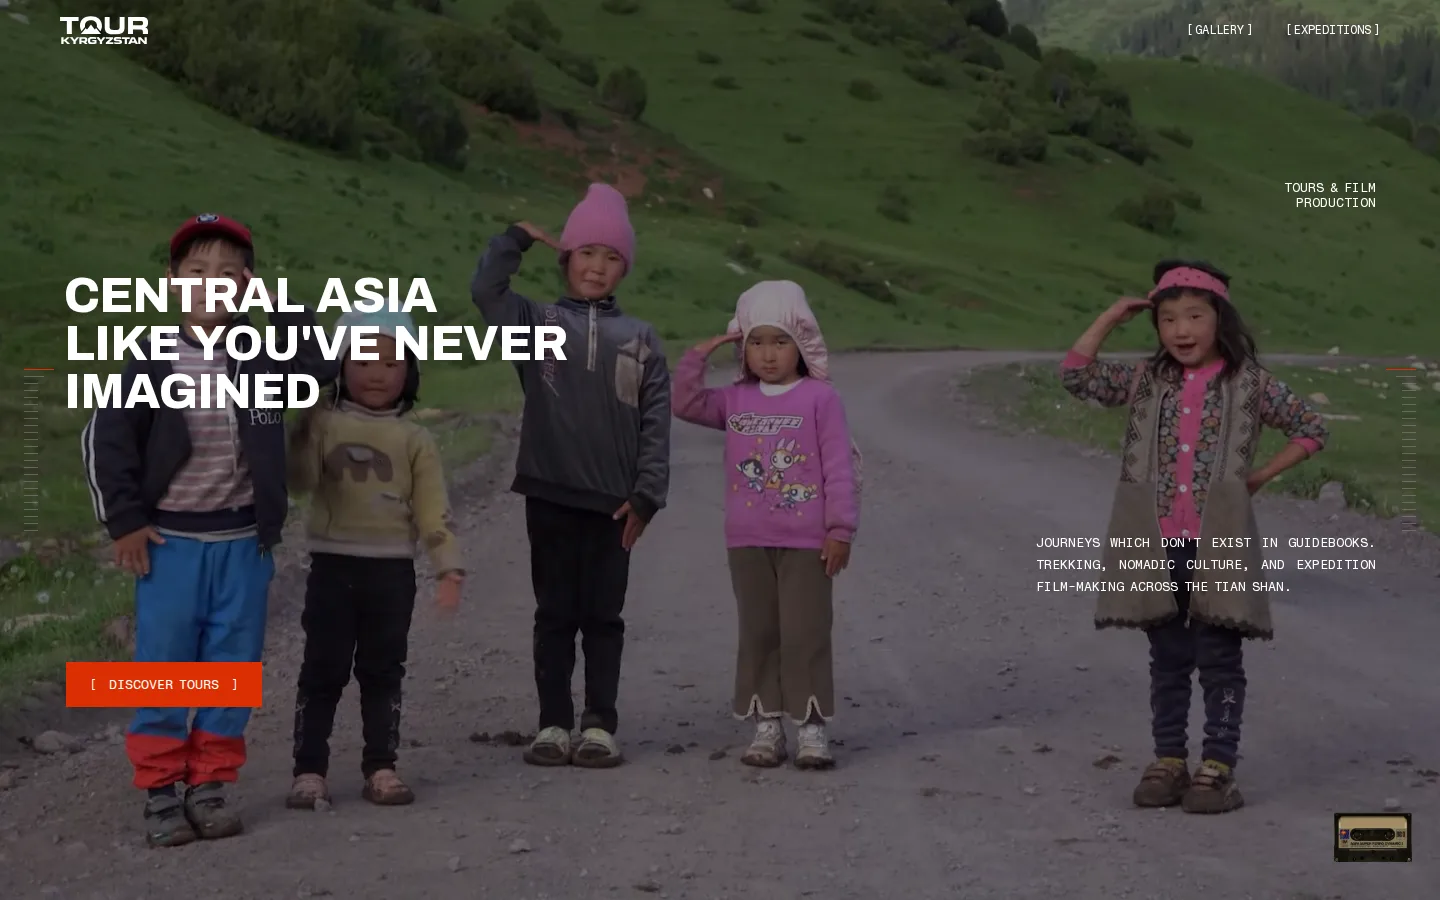 TOUR
KYRGYZSTAN
[ GALLERY ]
[ EXPEDITIONS ]
TOURS & FILM
PRODUCTION
CENTRAL ASIA
LIKE YOU'VE NEVER
IMAGINED
POLO
JOURNEYS WHICH DON'T EXIST IN GUIDEBOOKS.
TREKKING, NOMADIC CULTURE, AND EXPEDITION
FILM-MAKING ACROSS THE TIAN SHAN.
[ DISCOVER TOURS ]